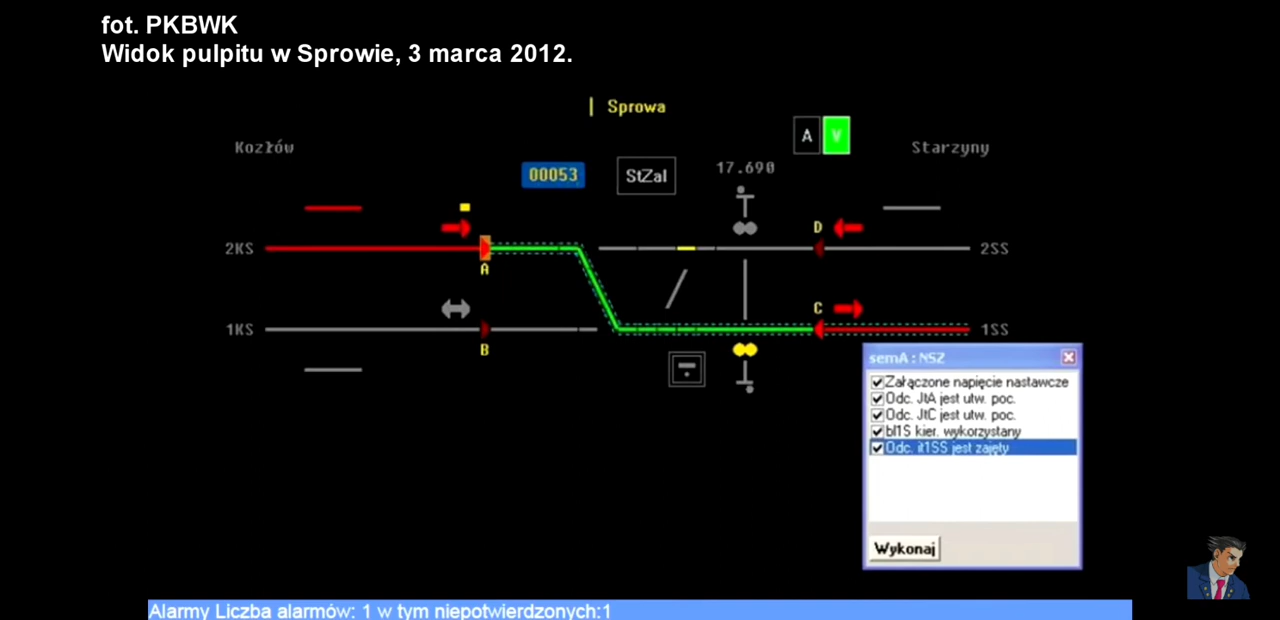 fot. PKBWK
Widok pulpitu w Sprowie, 3 marca 2012.
Sprowa
Kozłów
A
V
Starzyny
00053
StZal
17.690
2KS
A
D
2SS
1KS
B
C
1SS
semA : NSZ
Załączone napięcie nastawcze
Odc. JtA jest utw. poc.
Odc. JtC jest utw. poc.
bl1S kier. wykorzystany
Odc. it1SS jest zajęty
Wykonaj
Alarmy Liczba alarmów: 1 w tym niepotwierdzonych:1